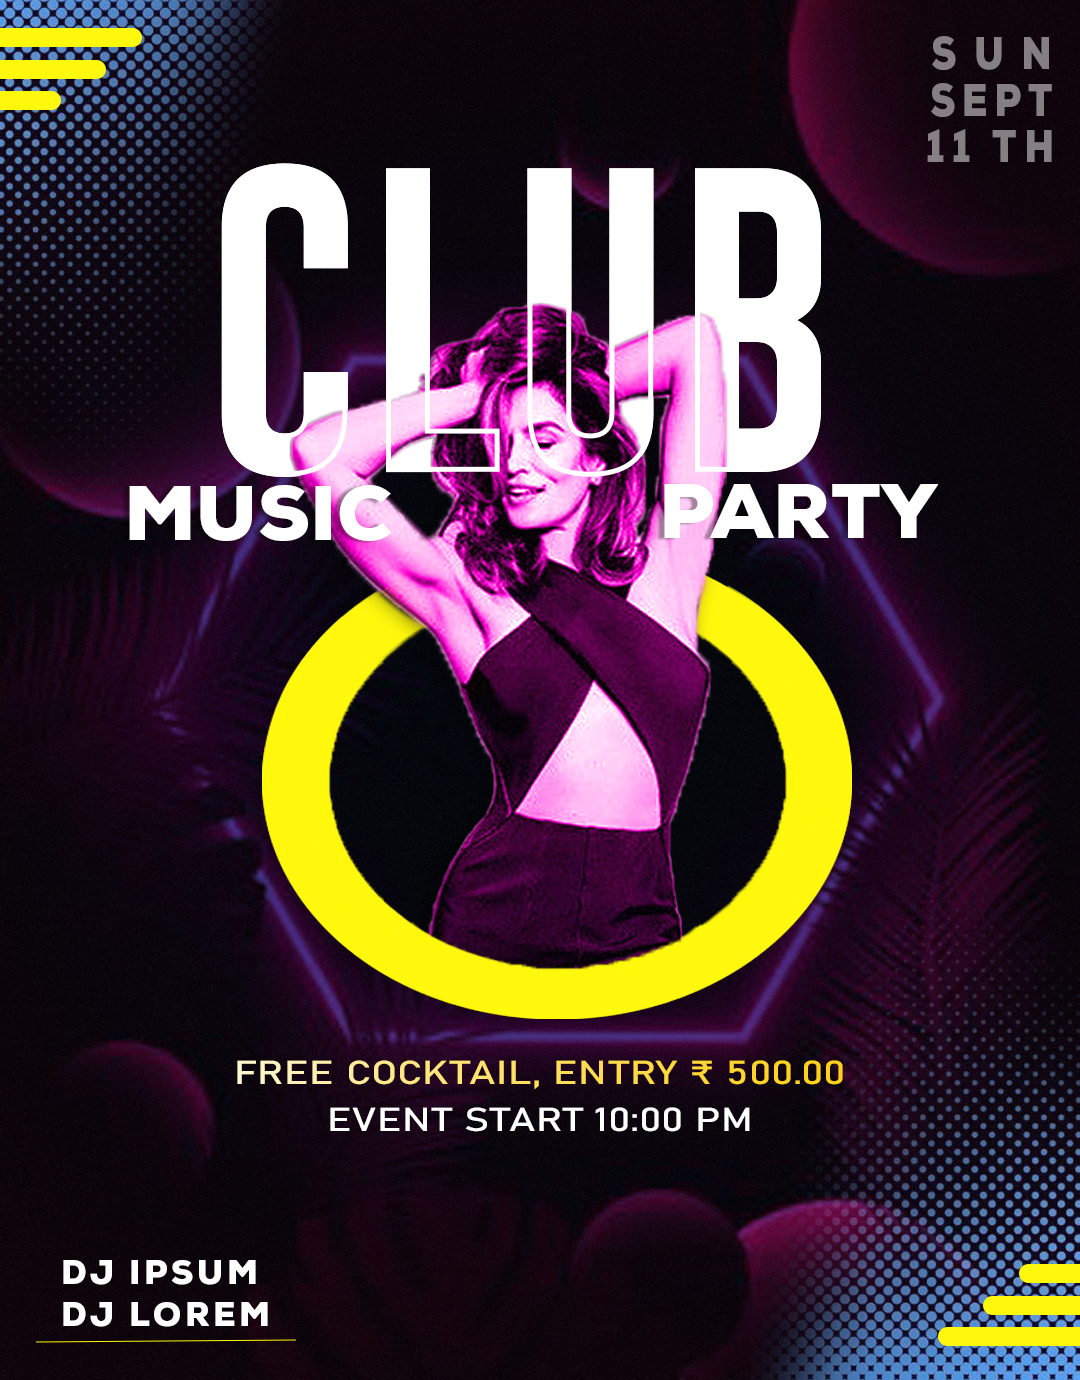 SUN
SEPT
11 TH
CLUB
MUSIC PARTY
FREE COCKTAIL, ENTRY ₹ 500.00
EVENT START 10:00 PM
DJ IPSUM
DJ LOREM